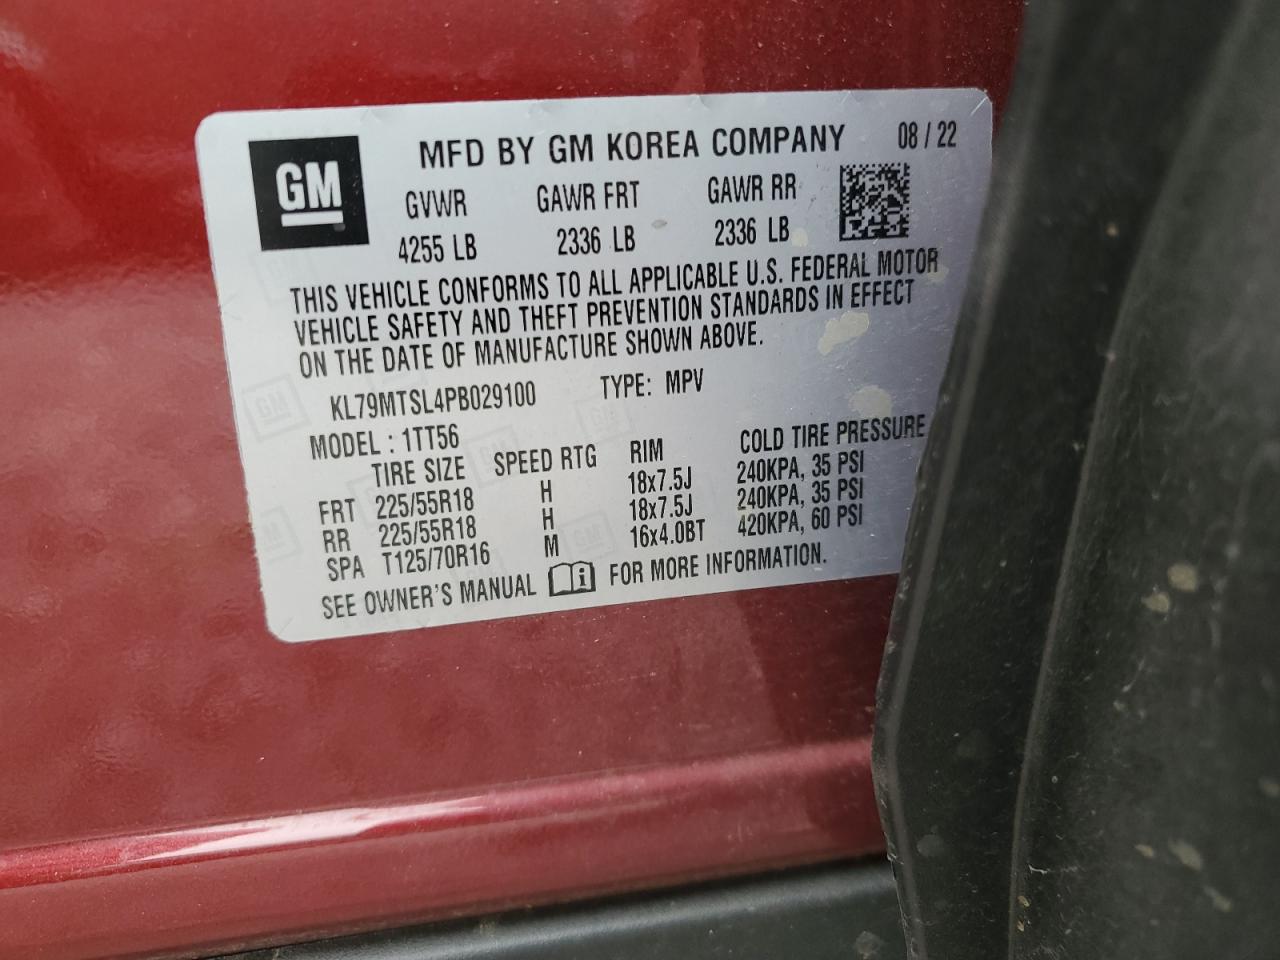 GM
MFD BY GM KOREA COMPANY 08 / 22
GVWR GAWR FRT GAWR RR
4255 LB 2336 LB 2336 LB
THIS VEHICLE CONFORMS TO ALL APPLICABLE U.S. FEDERAL MOTOR
VEHICLE SAFETY AND THEFT PREVENTION STANDARDS IN EFFECT
ON THE DATE OF MANUFACTURE SHOWN ABOVE.
KL79MTSL4PB029100 TYPE: MPV
MODEL : 1TT56
TIRE SIZE SPEED RTG RIM COLD TIRE PRESSURE
FRT 225/55R18 H 18x7.5J 240KPA, 35 PSI
RR 225/55R18 H 18x7.5J 240KPA, 35 PSI
SPA T125/70R16 M 16x4.0BT 420KPA, 60 PSI
SEE OWNER'S MANUAL FOR MORE INFORMATION.